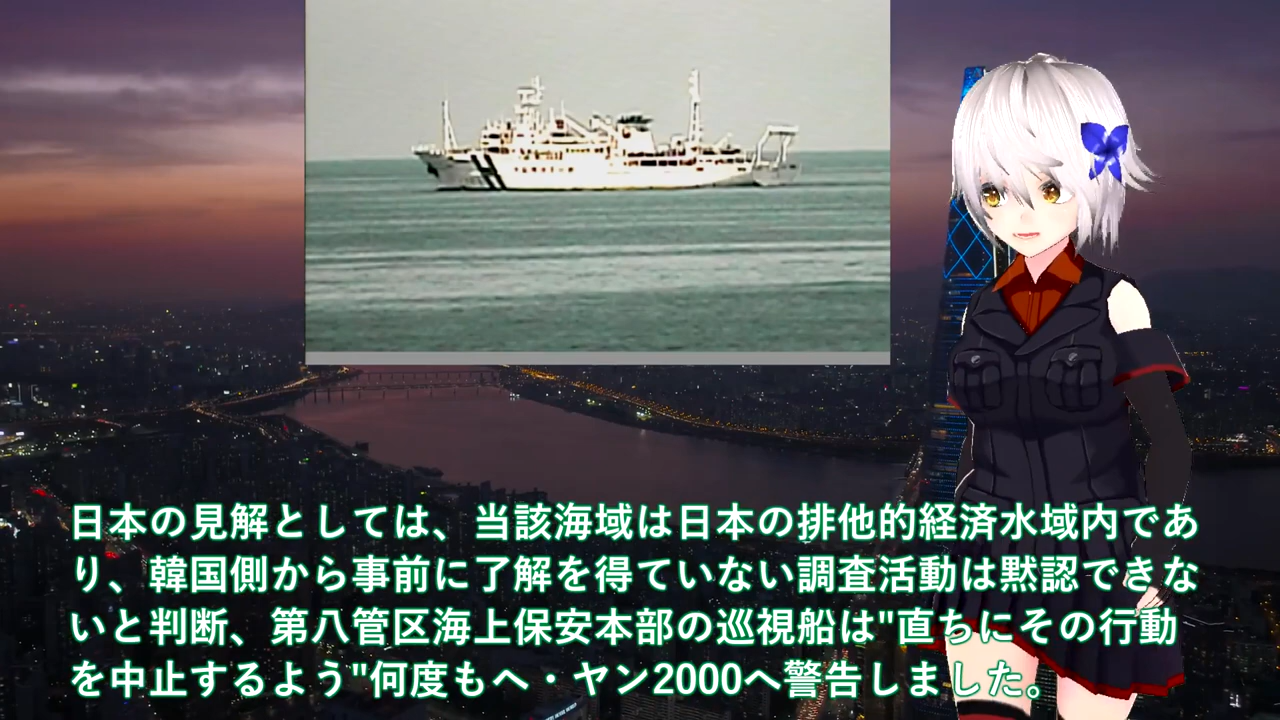 日本の見解としては、当該海域は日本の排他的経済水域内であ
り、韓国側から事前に了解を得ていない調査活動は黙認できな
いと判断、第八管区海上保安本部の巡視船は"直ちにその行動
を中止するよう"何度もヘ・ヤン2000へ警告しました。